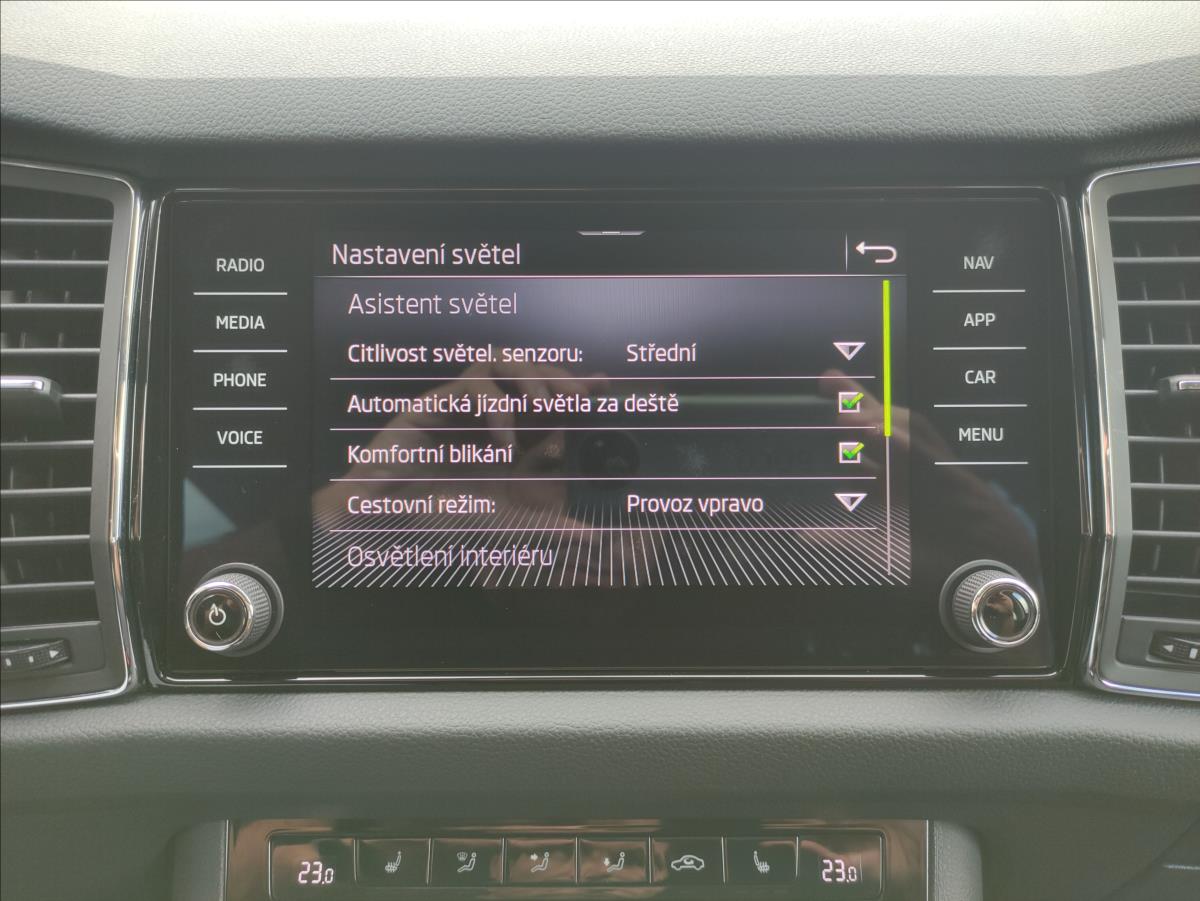 RADIO
MEDIA
PHONE
VOICE
Nastavení světel
Asistent světel
Citlivost světel. senzoru: Střední
Automatická jízdní světla za deště
Komfortní blikání
Cestovní režim: Provoz vpravo
Osvětlení interiéru
NAV
APP
CAR
MENU
23.0 23.0